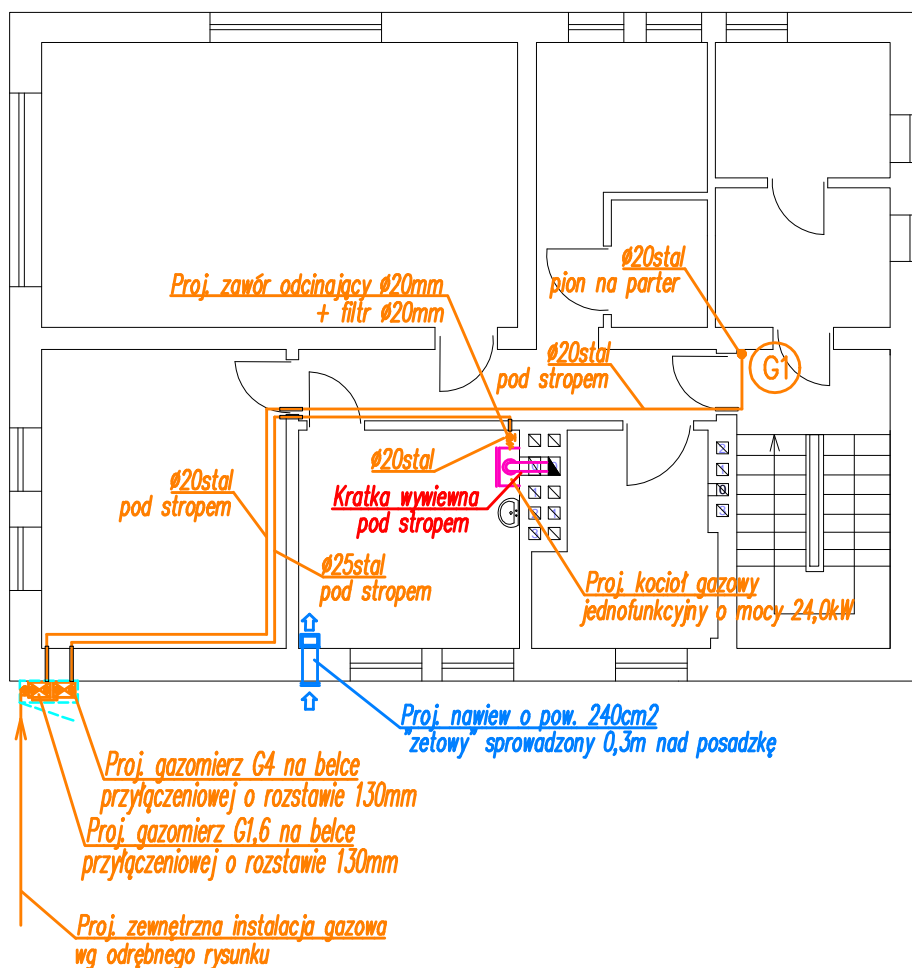 ø20stal
pion na parter
Proj. zawór odcinający ø20mm
+ filtr ø20mm
ø20stal
pod stropem
G1
ø20stal
ø20stal
pod stropem
Kratka wywiewna
pod stropem
ø25stal
pod stropem
Proj. kocioł gazowy
jednofunkcyjny o mocy 24,0kW
Proj. nawiew o pow. 240cm2
"zetowy" sprowadzony 0,3m nad posadzkę
Proj. gazomierz G4 na belce
przyłączeniowej o rozstawie 130mm
Proj. gazomierz G1,6 na belce
przyłączeniowej o rozstawie 130mm
Proj. zewnętrzna instalacja gazowa
wg odrębnego rysunku